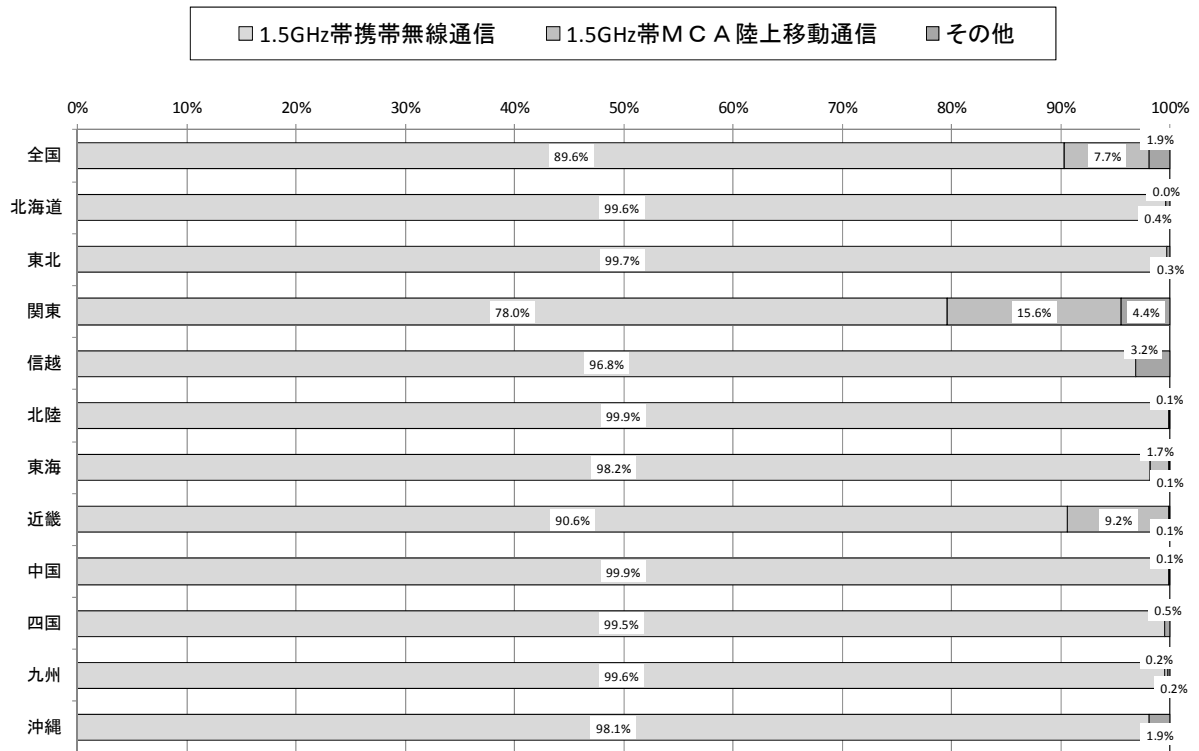 1.5GHz帯携帯無線通信 1.5GHz帯ＭＣＡ陸上移動通信 その他
0% 10% 20% 30% 40% 50% 60% 70% 80% 90% 100%
1.9%
全国 89.6% 7.7%
0.0%
北海道 99.6%
0.4%
東北 99.7%
0.3%
関東 78.0% 15.6% 4.4%
3.2%
信越 96.8%
0.1%
北陸 99.9%
1.7%
東海 98.2%
0.1%
近畿 90.6% 9.2%
0.1%
0.1%
中国 99.9%
0.5%
四国 99.5%
0.2%
九州 99.6%
0.2%
沖縄 98.1%
1.9%